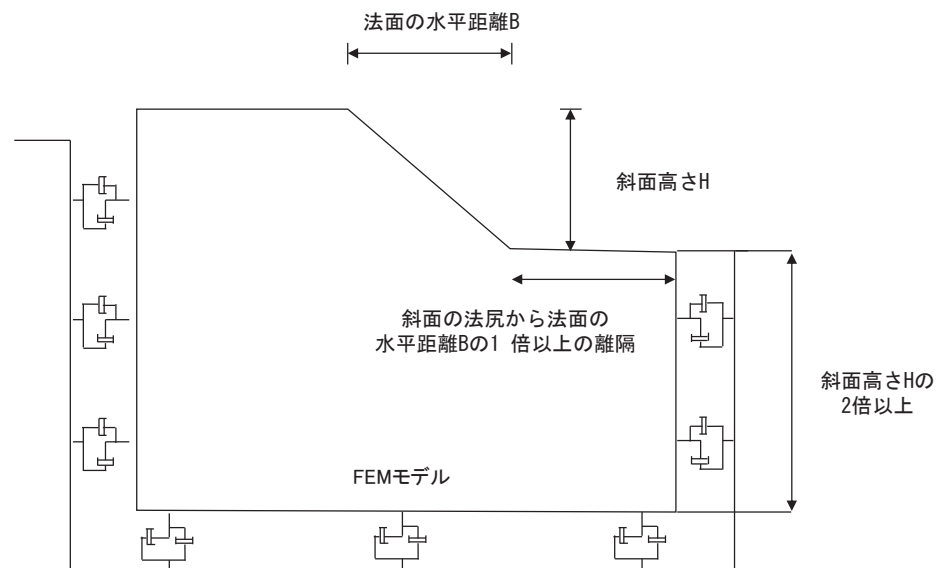 法面の水平距離B
斜面高さH
斜面の法尻から法面の
水平距離Bの1 倍以上の離隔
斜面高さHの
2倍以上
FEMモデル